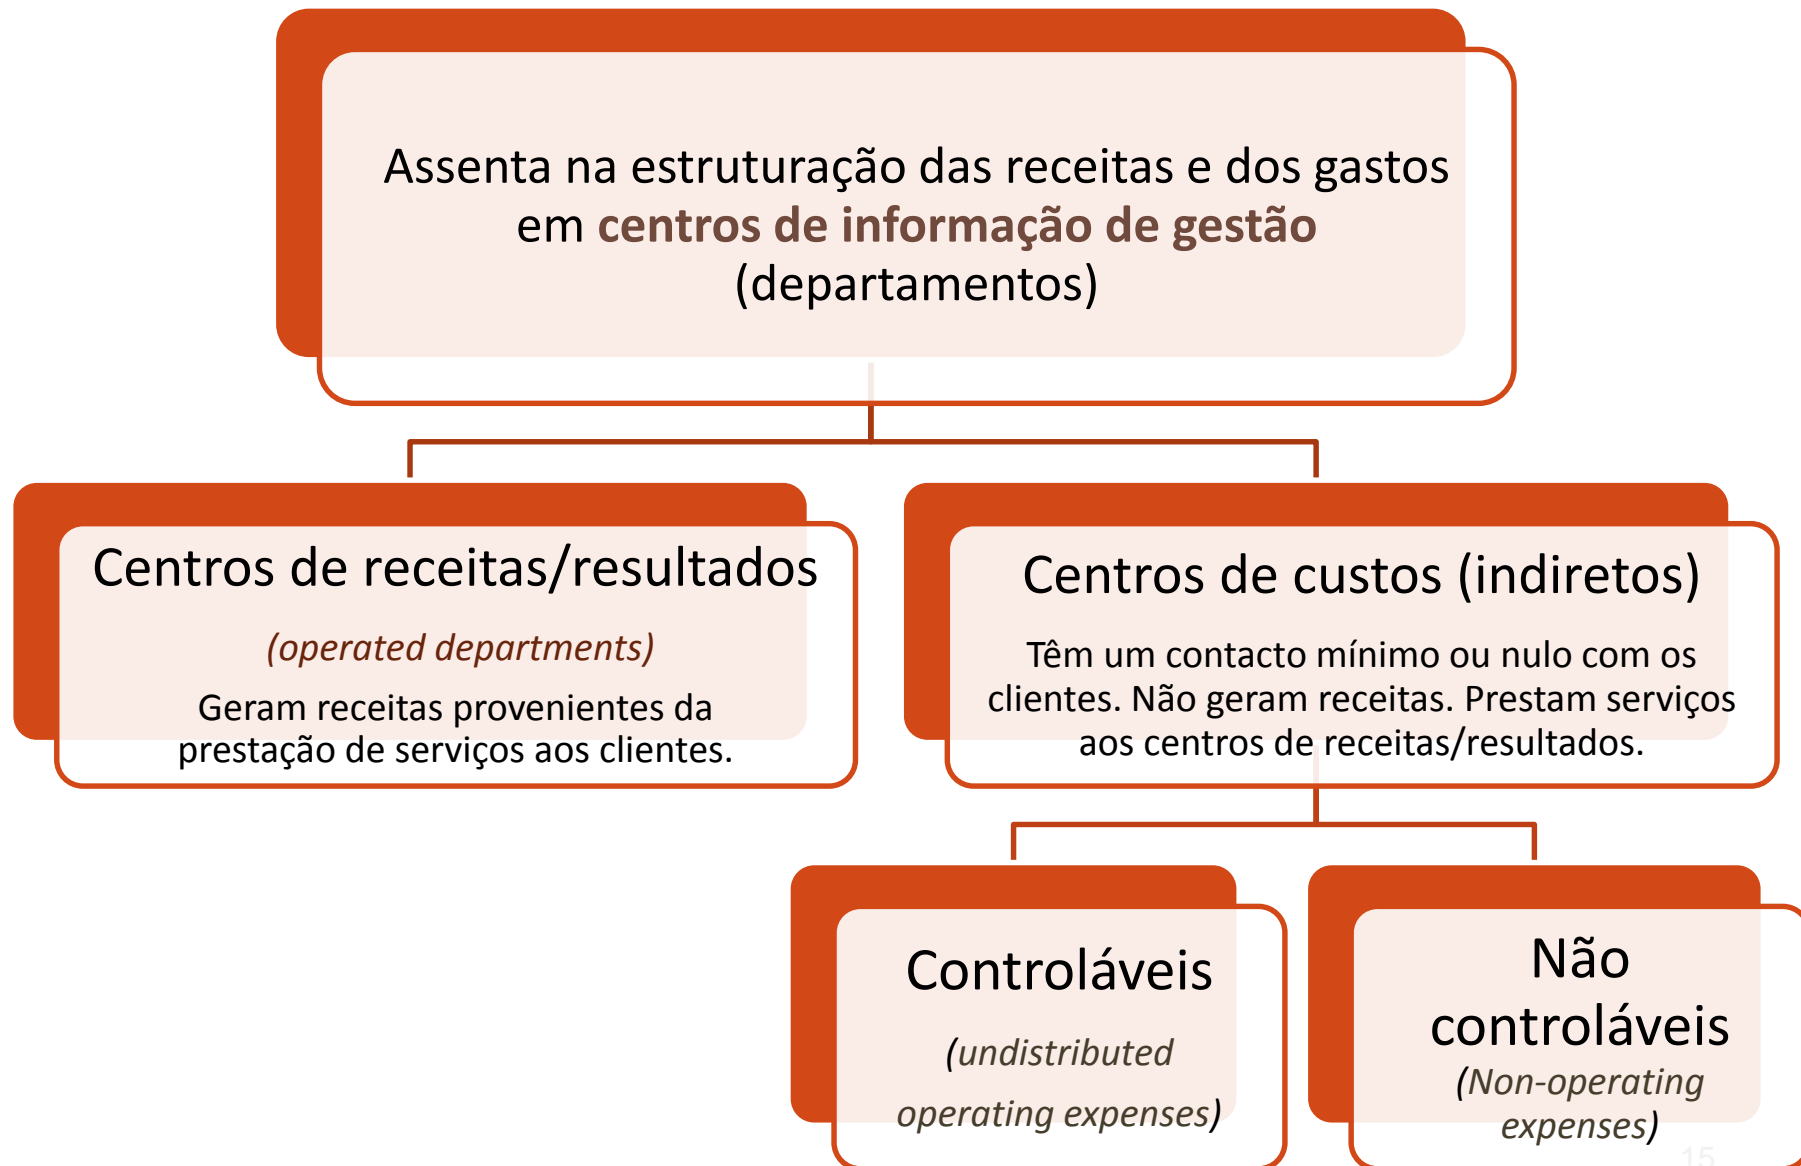 Assenta na estruturação das receitas e dos gastos
em centros de informação de gestão
(departamentos)
Centros de receitas/resultados
(operated departments)
Geram receitas provenientes da
prestação de serviços aos clientes.
Centros de custos (indiretos)
Têm um contacto mínimo ou nulo com os
clientes. Não geram receitas. Prestam serviços
aos centros de receitas/resultados.
Controláveis
(undistributed
operating expenses)
Não
controláveis
(Non-operating
expenses)
15